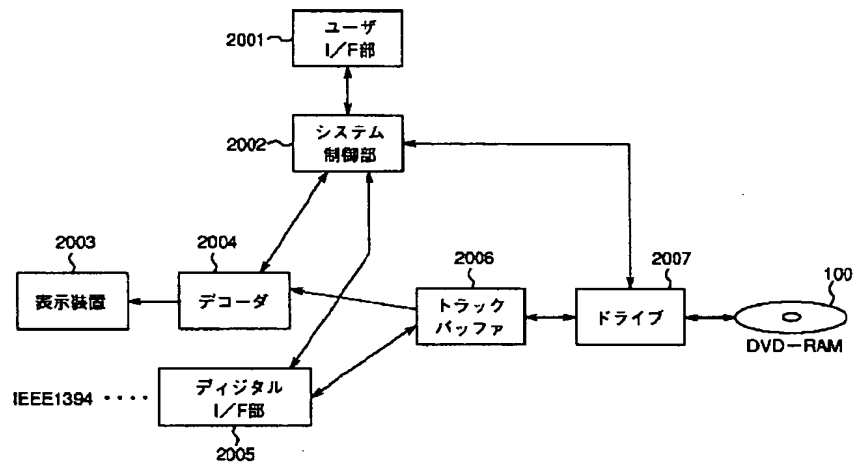 2001
ユーザ
I/F部
2002
システム
制御部
2003
表示装置
2004
デコーダ
2006
トラック
バッファ
2007
ドライブ
100
DVD-RAM
IEEE1394 ····
ディジタル
I/F部
2005